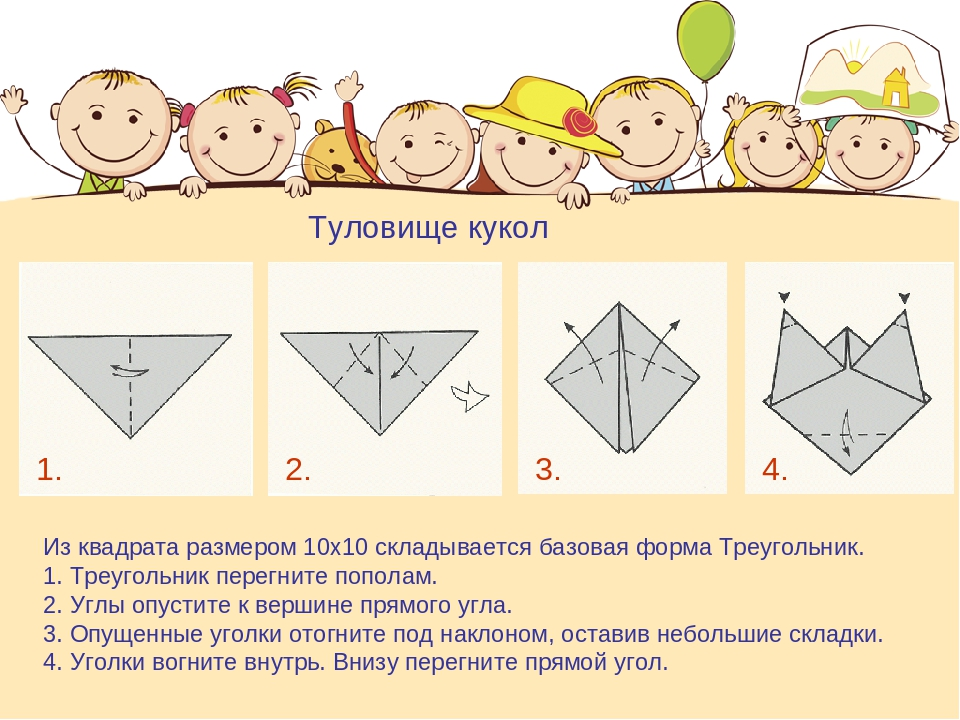 Туловище кукол
1.
2.
3.
4.
Из квадрата размером 10х10 складывается базовая форма Треугольник.
1. Треугольник перегните пополам.
2. Углы опустите к вершине прямого угла.
3. Опущенные уголки отогните под наклоном, оставив небольшие складки.
4. Уголки вогните внутрь. Внизу перегните прямой угол.